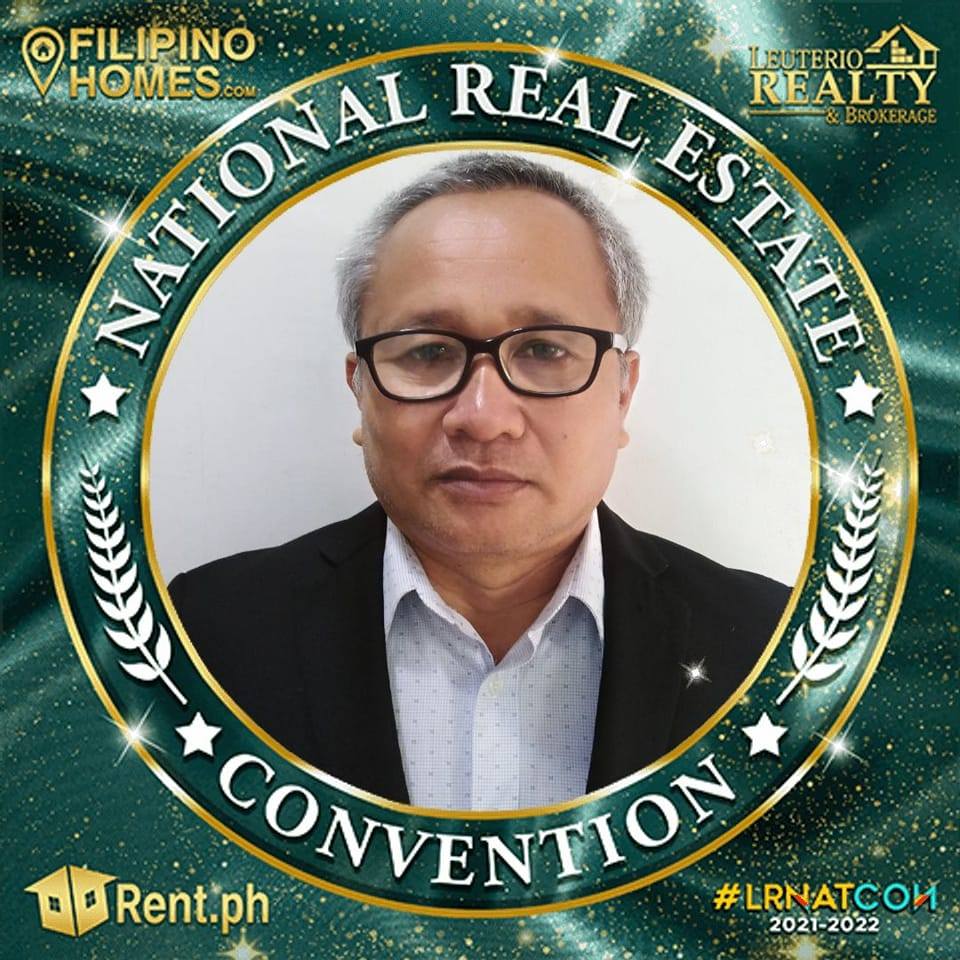 FILIPINO
HOMES.COM
LEUTERIO
REALTY
& BROKERAGE
NATIONAL REAL ESTATE
CONVENTION
Rent.ph
#LRNATCON
2021-2022